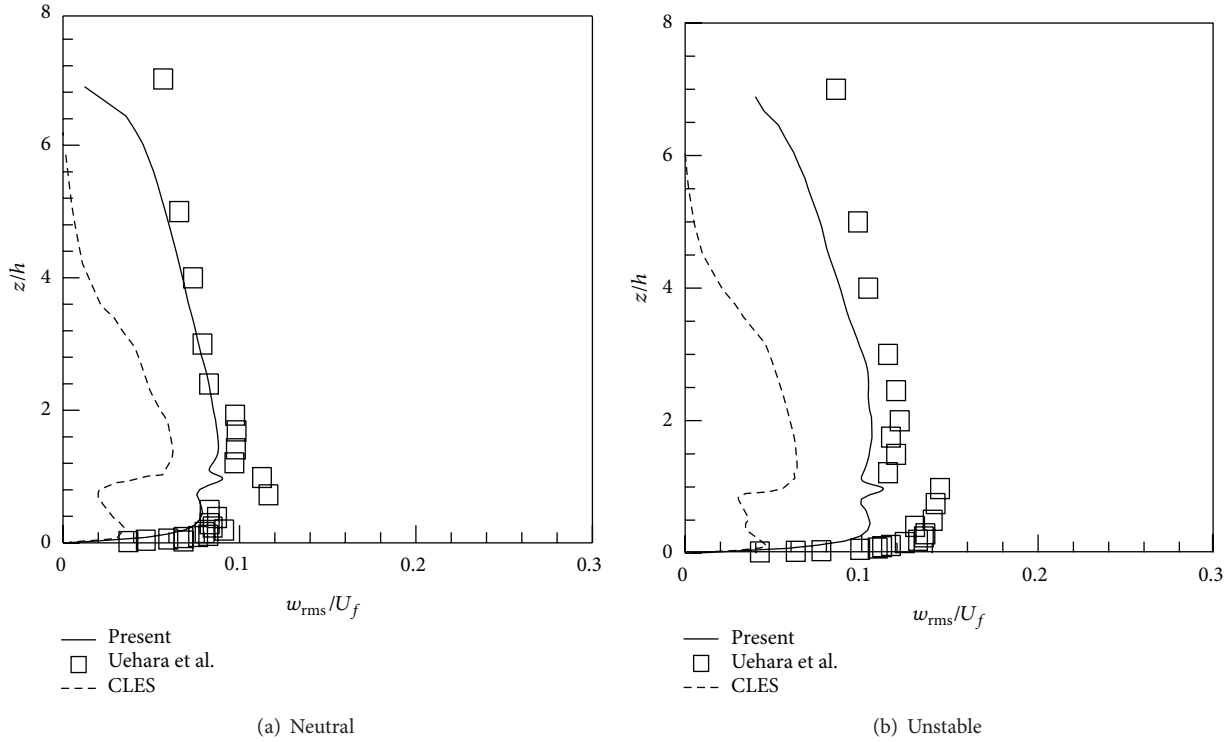 8
6
4
2
0
z/h
0
0.1
0.2
0.3
w_rms/U_f
Present
Uehara et al.
CLES
(a) Neutral
8
6
4
2
0
z/h
0
0.1
0.2
0.3
w_rms/U_f
Present
Uehara et al.
CLES
(b) Unstable